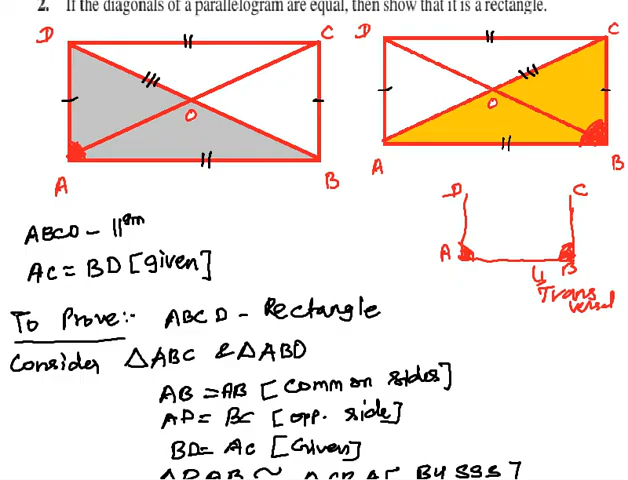 2. If the diagonals of a parallelogram are equal, then show that it is a rectangle.
D C D C
O O
A B A B
D C
A B
Transversal
ABCD - ||gm
AC = BD [given]
To Prove:- ABCD - Rectangle
Consider △ABC & △ABD
AB = AB [Common sides]
AD = BC [opp. side]
BD = AC [Given]